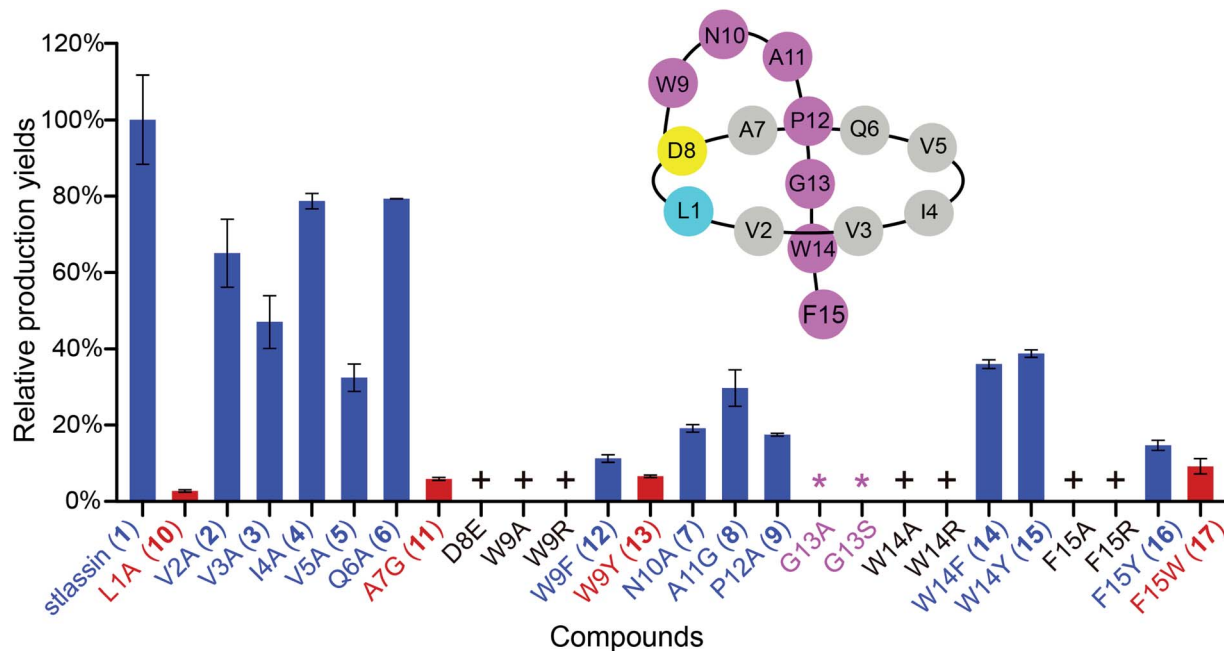 Relative production yields
120%
100%
80%
60%
40%
20%
0%
N10
A11
W9
P12
A7
Q6
V5
D8
G13
L1
I4
V2
V3
W14
F15
+ + +
* *
+ +
+ +
stlassin (1)
L1A (10)
V2A (2)
V3A (3)
I4A (4)
V5A (5)
Q6A (6)
A7G (11)
D8E
W9A
W9R
W9F (12)
W9Y (13)
N10A (7)
A11G (8)
P12A (9)
G13A
G13S
W14A
W14R
W14F (14)
W14Y (15)
F15A
F15R
F15Y (16)
F15W (17)
Compounds